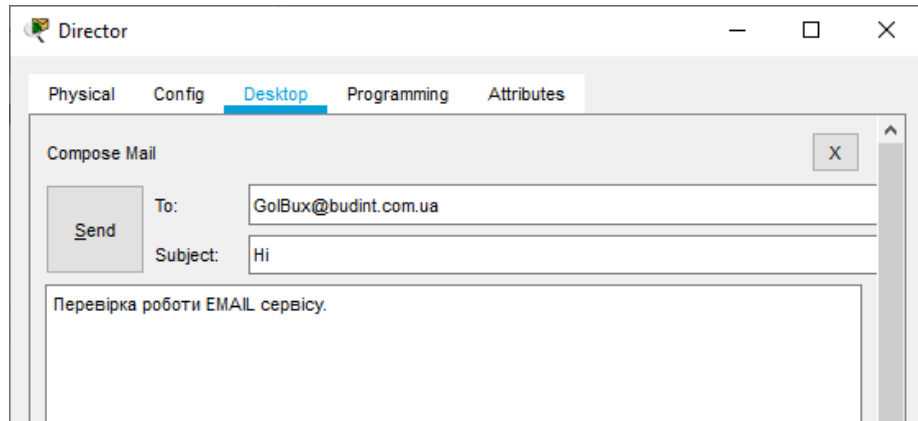 Director
Physical Config Desktop Programming Attributes
Compose Mail
X
Send
To: GolBux@budint.com.ua
Subject: Hi
Перевірка роботи EMAIL сервісу.